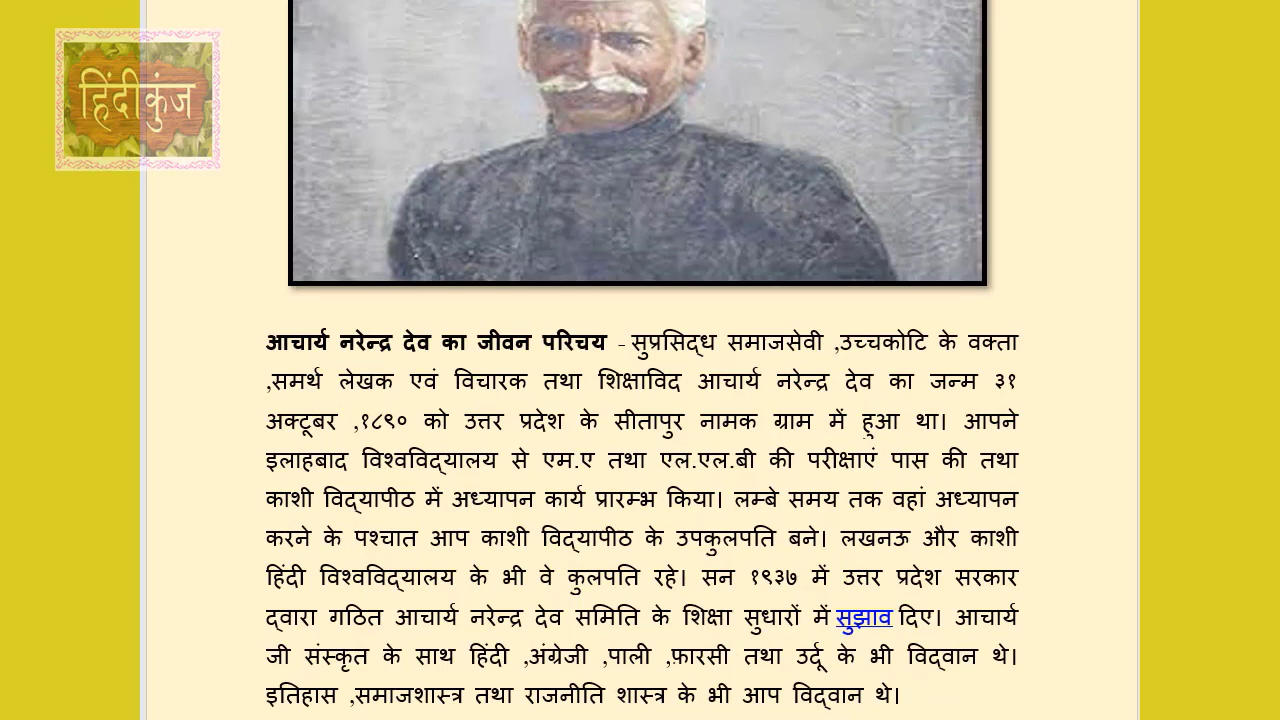 हिंदीकुंज
आचार्य नरेन्द्र देव का जीवन परिचय - सुप्रसिद्ध समाजसेवी ,उच्चकोटि के वक्ता
,समर्थ लेखक एवं विचारक तथा शिक्षाविद आचार्य नरेन्द्र देव का जन्म ३१
अक्टूबर ,१८९० को उत्तर प्रदेश के सीतापुर नामक ग्राम में हुआ था। आपने
इलाहबाद विश्वविद्यालय से एम.ए तथा एल.एल.बी की परीक्षाएं पास की तथा
काशी विद्यापीठ में अध्यापन कार्य प्रारम्भ किया। लम्बे समय तक वहां अध्यापन
करने के पश्चात आप काशी विद्यापीठ के उपकुलपति बने। लखनऊ और काशी
हिंदी विश्वविद्यालय के भी वे कुलपति रहे। सन १९३७ में उत्तर प्रदेश सरकार
द्वारा गठित आचार्य नरेन्द्र देव समिति के शिक्षा सुधारों में सुझाव दिए। आचार्य
जी संस्कृत के साथ हिंदी ,अंग्रेजी ,पाली ,फ़ारसी तथा उर्दू के भी विद्वान थे।
इतिहास ,समाजशास्त्र तथा राजनीति शास्त्र के भी आप विद्वान थे।